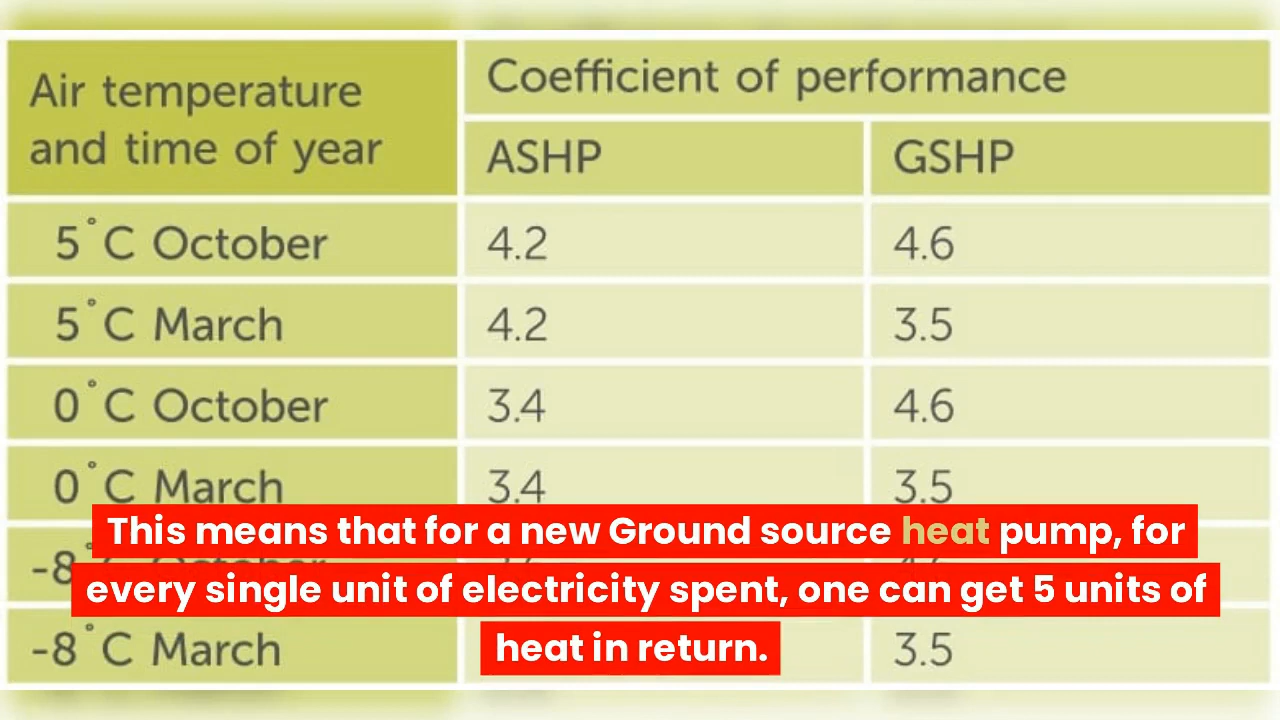 Air temperature
and time of year
Coefficient of performance
ASHP
GSHP
5°C October
4.2
4.6
5°C March
4.2
3.5
0°C October
3.4
4.6
0°C March
3.4
3.5
-8°
-8°C March
3.5
This means that for a new Ground source heat pump, for
every single unit of electricity spent, one can get 5 units of
heat in return.